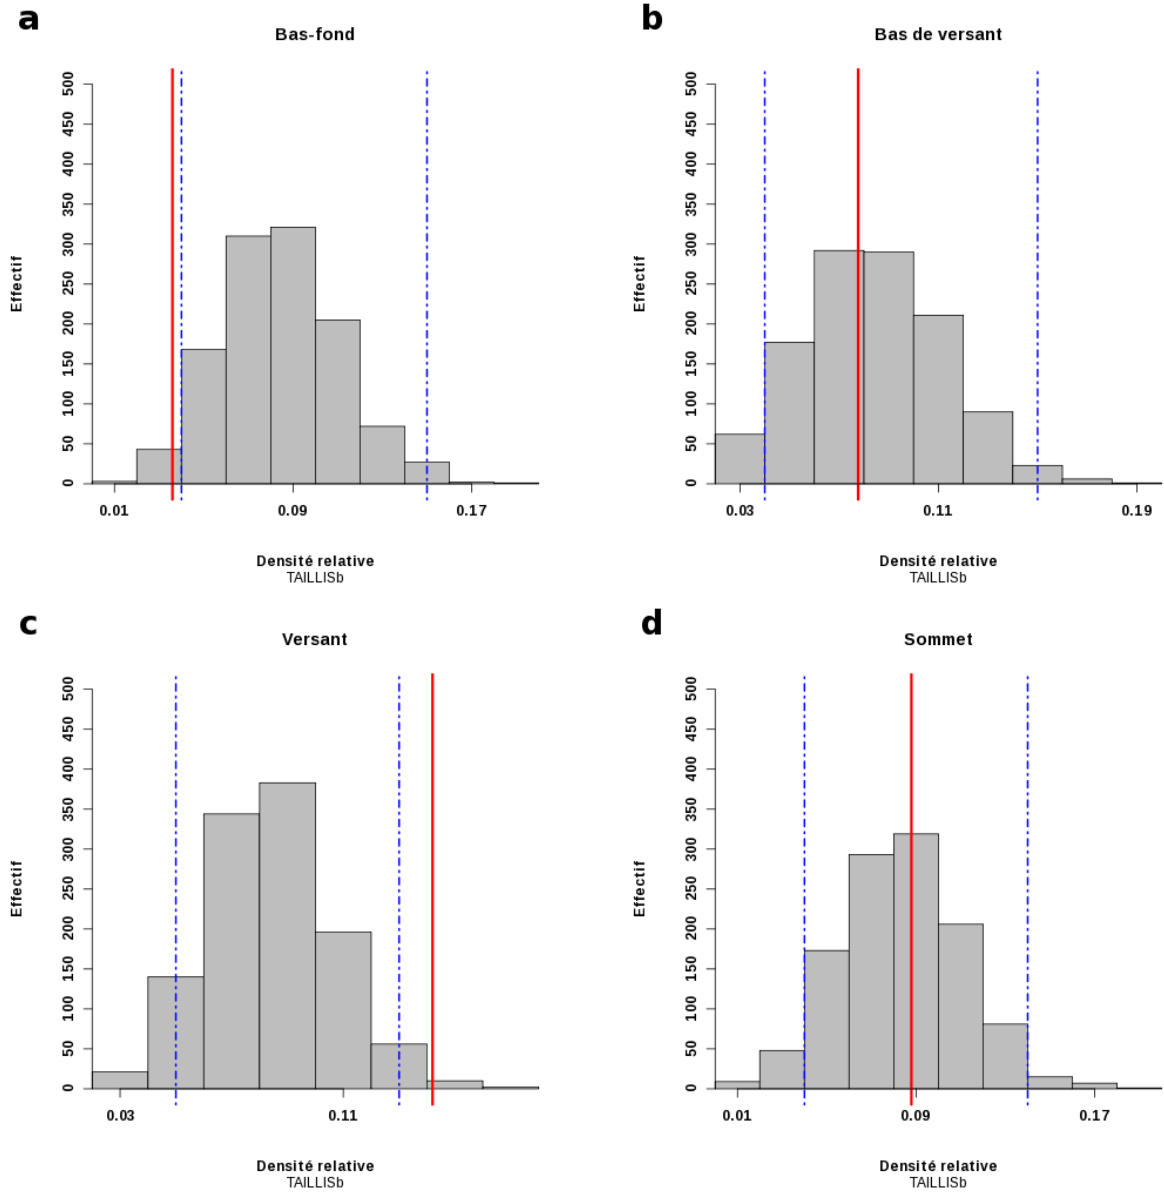 a
Bas-fond
Effectif
500
450
400
350
300
250
200
150
100
50
0
0.01 0.09 0.17
Densité relative
TAILLISb
b
Bas de versant
Effectif
500
450
400
350
300
250
200
150
100
50
0
0.03 0.11 0.19
Densité relative
TAILLISb
c
Versant
Effectif
500
450
400
350
300
250
200
150
100
50
0
0.03 0.11
Densité relative
TAILLISb
d
Sommet
Effectif
500
450
400
350
300
250
200
150
100
50
0
0.01 0.09 0.17
Densité relative
TAILLISb